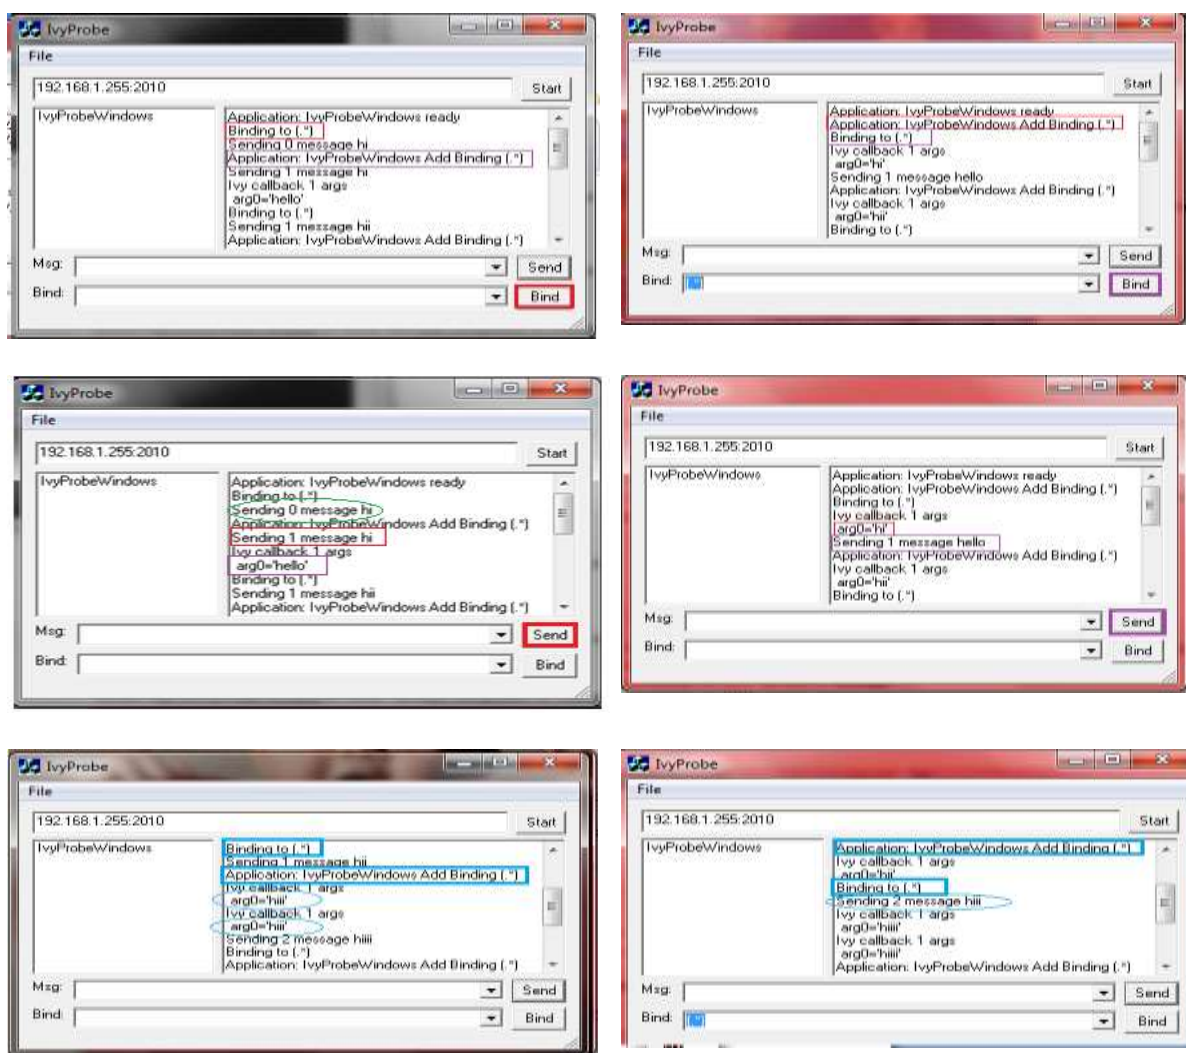 IvyProbe
File
192.168.1.255:2010
Start
IvyProbeWindows
Application: IvyProbeWindows ready
Binding to (.*)
Sending 0 message hi
Application: IvyProbeWindows Add Binding (.*)
Sending 1 message hi
Ivy callback 1 args
arg0='hello'
Binding to (.*)
Sending 1 message hii
Application: IvyProbeWindows Add Binding (.*)
Msg:
Send
Bind:
Bind
IvyProbe
File
192.168.1.255:2010
Start
IvyProbeWindows
Application: IvyProbeWindows ready
Application: IvyProbeWindows Add Binding (.*)
Binding to (.*)
Ivy callback 1 args
arg0='hi'
Sending 1 message hello
Application: IvyProbeWindows Add Binding (.*)
Ivy callback 1 args
arg0='hii'
Binding to (.*)
Msg:
Send
Bind: (.*)
Bind
IvyProbe
File
192.168.1.255:2010
Start
IvyProbeWindows
Application: IvyProbeWindows ready
Binding to (.*)
Sending 0 message hi
Application: IvyProbeWindows Add Binding (.*)
Sending 1 message hi
Ivy callback 1 args
arg0='hello'
Binding to (.*)
Sending 1 message hii
Application: IvyProbeWindows Add Binding (.*)
Msg:
Send
Bind:
Bind
IvyProbe
File
192.168.1.255:2010
Start
IvyProbeWindows
Application: IvyProbeWindows ready
Application: IvyProbeWindows Add Binding (.*)
Binding to (.*)
Ivy callback 1 args
arg0='hi'
Sending 1 message hello
Application: IvyProbeWindows Add Binding (.*)
Ivy callback 1 args
arg0='hii'
Binding to (.*)
Msg:
Send
Bind:
Bind
IvyProbe
File
192.168.1.255:2010
Start
IvyProbeWindows
Binding to (.*)
Sending 1 message hii
Application: IvyProbeWindows Add Binding (.*)
Ivy callback 1 args
arg0='hiii'
Ivy callback 1 args
arg0='hiii'
Sending 2 message hiiii
Binding to (.*)
Application: IvyProbeWindows Add Binding (.*)
Msg:
Send
Bind:
Bind
IvyProbe
File
192.168.1.255:2010
Start
IvyProbeWindows
Application: IvyProbeWindows Add Binding (.*)
Ivy callback 1 args
arg0='hii'
Binding to (.*)
Sending 2 message hiii
Ivy callback 1 args
arg0='hiiii'
Ivy callback 1 args
arg0='hiiii'
Application: IvyProbeWindows Add Binding (.*)
Msg:
Send
Bind: (.*)
Bind